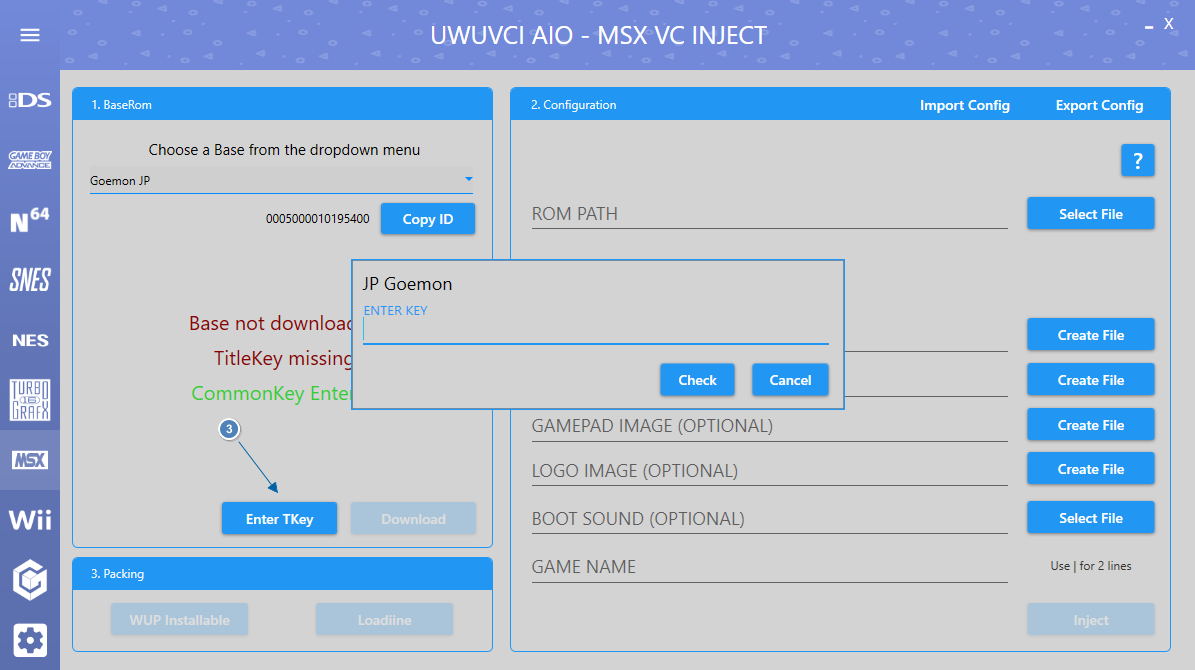 UWUVCI AIO - MSX VC INJECT
X
DS
GAME BOY
ADVANCE
N64
SNES
NES
TURBO
16
GRAFX
MSX
Wii
1. BaseRom
Choose a Base from the dropdown menu
Goemon JP
0005000010195400
Copy ID
Base not downloac
TitleKey missing
CommonKey Enter
3
Enter TKey
Download
3. Packing
WUP Installable
Loadiine
JP Goemon
ENTER KEY
Check
Cancel
2. Configuration
Import Config
Export Config
?
ROM PATH
Select File
Create File
Create File
GAMEPAD IMAGE (OPTIONAL)
Create File
LOGO IMAGE (OPTIONAL)
Create File
BOOT SOUND (OPTIONAL)
Select File
GAME NAME
Use | for 2 lines
Inject